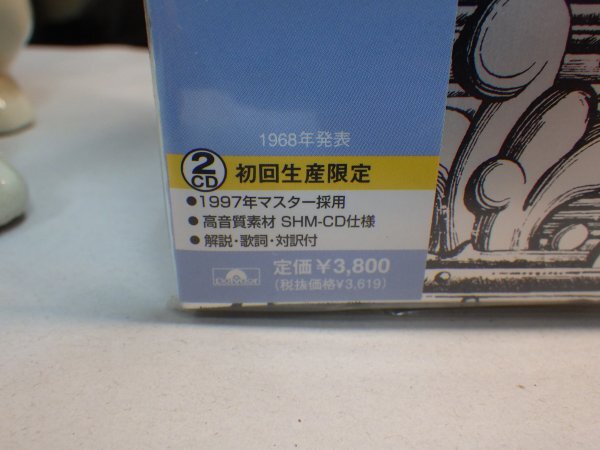 1968年発表
2CD 初回生産限定
●1997年マスター採用
●高音質素材 SHM-CD仕様
●解説・歌詞・対訳付
polydor 定価￥3,800
(税抜価格¥3,619)